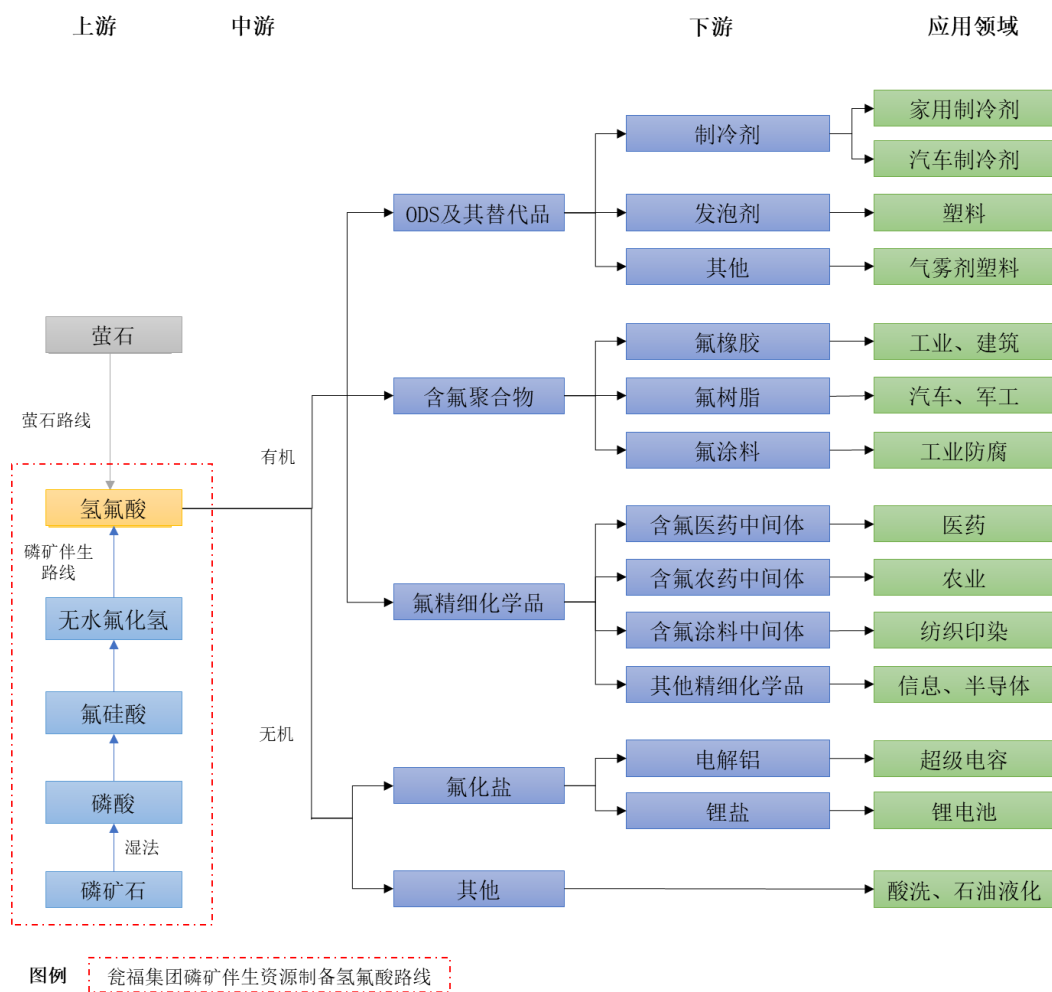 上游
中游
下游
应用领域
家用制冷剂
制冷剂
汽车制冷剂
ODS及其替代品
发泡剂
塑料
其他
气雾剂塑料
萤石
氟橡胶
工业、建筑
萤石路线
含氟聚合物
氟树脂
汽车、军工
有机
氟涂料
工业防腐
氢氟酸
含氟医药中间体
医药
磷矿伴生
路线
含氟农药中间体
农业
无水氟化氢
氟精细化学品
含氟涂料中间体
纺织印染
其他精细化学品
信息、半导体
氟硅酸
无机
电解铝
超级电容
氟化盐
磷酸
锂盐
锂电池
湿法
磷矿石
其他
酸洗、石油液化
图例
瓮福集团磷矿伴生资源制备氢氟酸路线